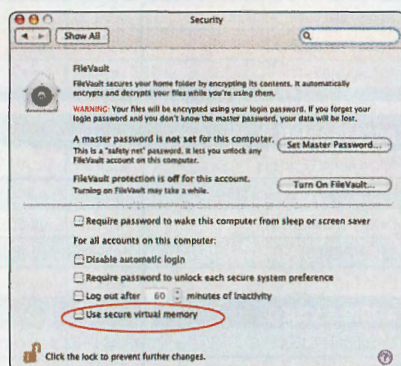 Security
Show All
FileVault
FileVault secures your home folder by encrypting its contents. It automatically
encrypts and decrypts your files while you're using them.
WARNING: Your files will be encrypted using your login password. If you forget your
login password and you don't know the master password, your data will be lost.
A master password is not set for this computer.
This is a "safety net" password. It lets you unlock any
FileVault account on this computer.
Set Master Password...
FileVault protection is off for this account.
Turning on FileVault may take a while.
Turn On FileVault...
Require password to wake this computer from sleep or screen saver
For all accounts on this computer:
Disable automatic login
Require password to unlock each secure system preference
Log out after 60 minutes of inactivity
Use secure virtual memory
Click the lock to prevent further changes.
?